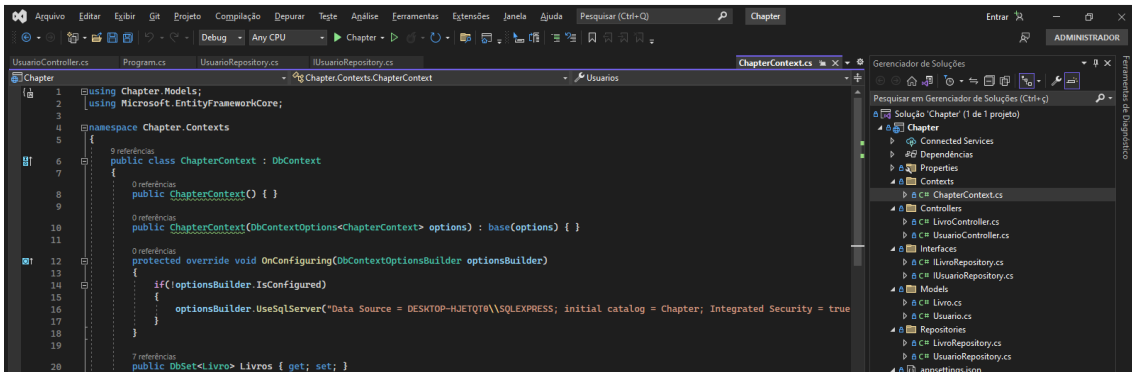 Arquivo Editar Exibir Git Projeto Compilação Depurar Teste Análise Ferramentas Extensões Janela Ajuda Pesquisar (Ctrl+Q) Chapter Entrar
Debug Any CPU Chapter ADMINISTRADOR
UsuarioController.cs Program.cs UsuarioRepository.cs IUsuarioRepository.cs ChapterContext.cs
Chapter Chapter.Contexts.ChapterContext Usuarios
1 using Chapter.Models;
2 using Microsoft.EntityFrameworkCore;
3
4 namespace Chapter.Contexts
5 {
9 referências
6 public class ChapterContext : DbContext
7 {
0 referências
8 public ChapterContext() { }
9
0 referências
10 public ChapterContext(DbContextOptions<ChapterContext> options) : base(options) { }
11
0 referências
12 protected override void OnConfiguring(DbContextOptionsBuilder optionsBuilder)
13 {
14 if(!optionsBuilder.IsConfigured)
15 {
16 optionsBuilder.UseSqlServer("Data Source = DESKTOP-HJETQT0\\SQLEXPRESS; initial catalog = Chapter; Integrated Security = true
17 }
18 }
19
7 referências
20 public DbSet<Livro> Livros { get; set; }
Gerenciador de Soluções
Pesquisar em Gerenciador de Soluções (Ctrl+ç)
Solução 'Chapter' (1 de 1 projeto)
Chapter
Connected Services
Dependências
Properties
Contexts
C# ChapterContext.cs
Controllers
C# LivroController.cs
C# UsuarioController.cs
Interfaces
C# ILivroRepository.cs
C# IUsuarioRepository.cs
Models
C# Livro.cs
C# Usuario.cs
Repositories
C# LivroRepository.cs
C# UsuarioRepository.cs
appsettings.json
Ferramentas de Diagnóstico